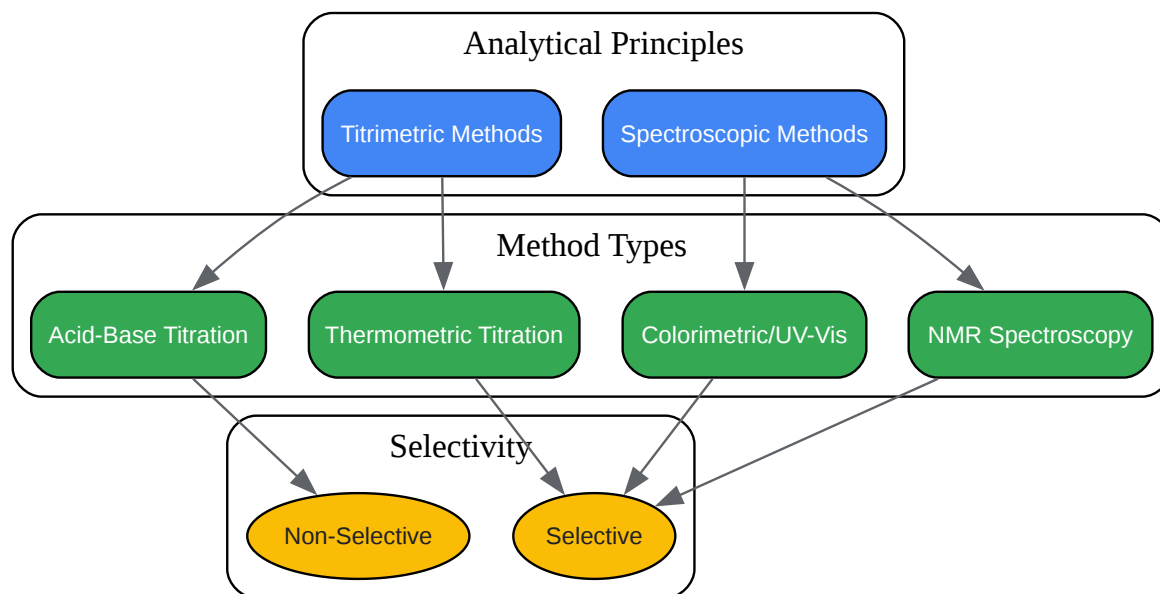 Analytical Principles
Titrimetric Methods
Spectroscopic Methods
Method Types
Acid-Base Titration
Thermometric Titration
Colorimetric/UV-Vis
NMR Spectroscopy
Selectivity
Non-Selective
Selective